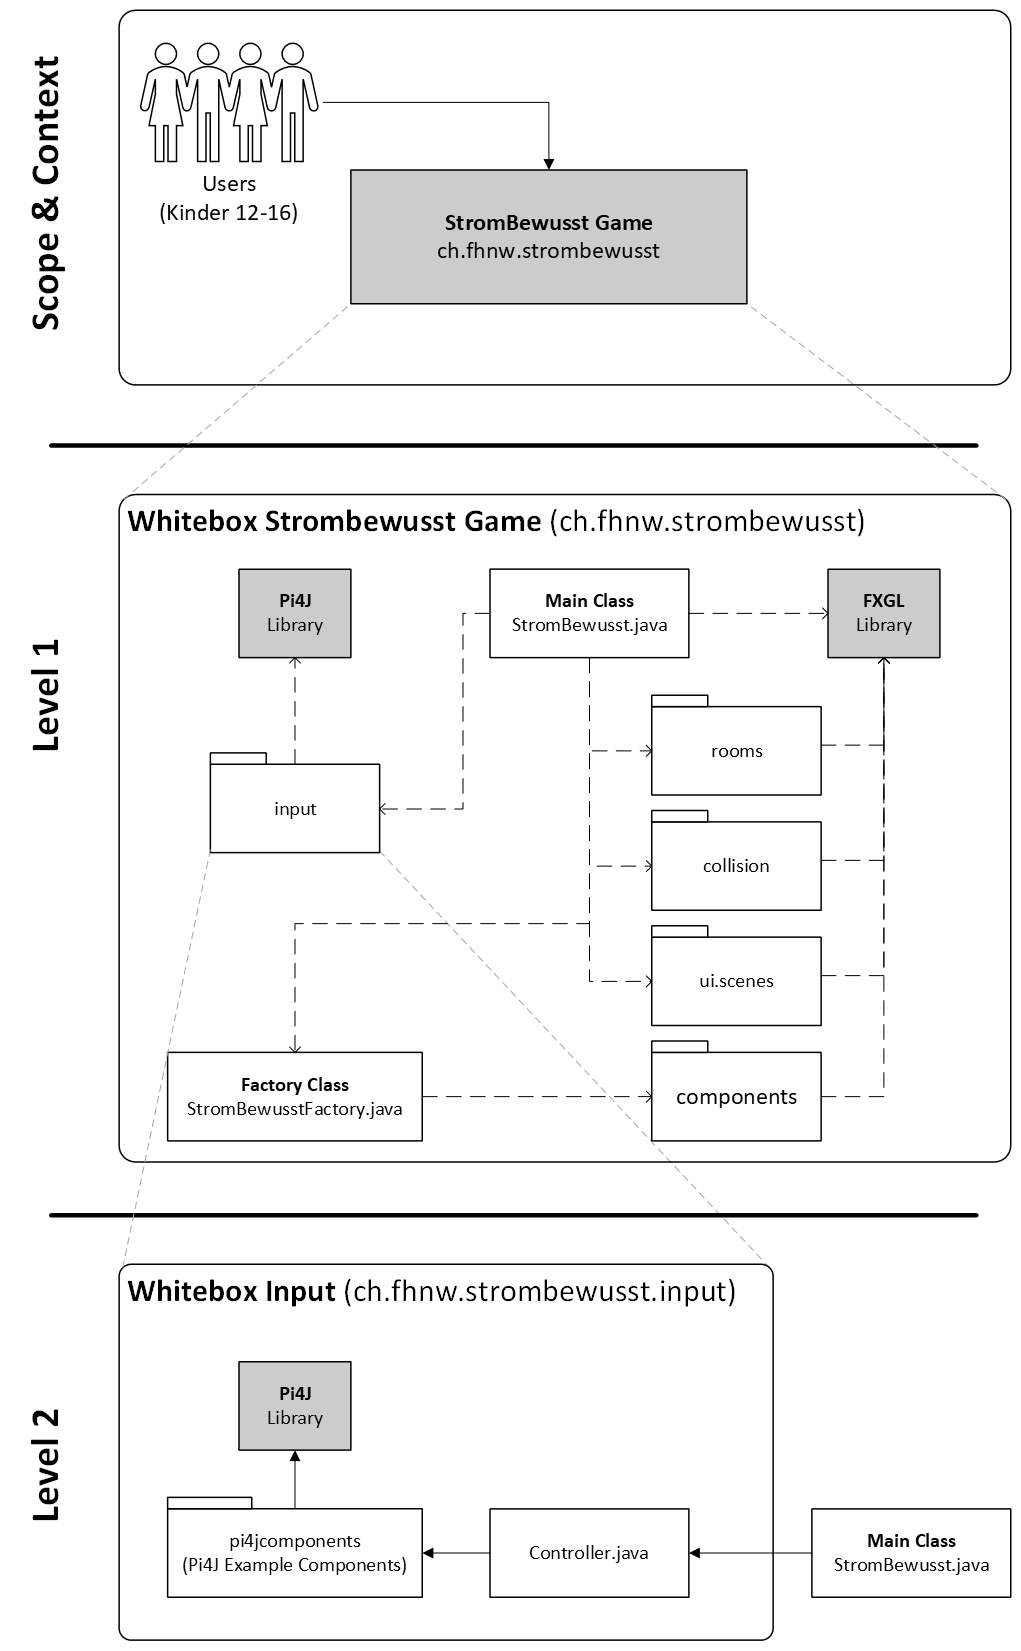 Scope & Context
Users
(Kinder 12-16)
StromBewusst Game
ch.fhnw.strombewusst
Level 1
Whitebox Strombewusst Game (ch.fhnw.strombewusst)
Pi4J
Library
Main Class
StromBewusst.java
FXGL
Library
rooms
input
collision
ui.scenes
Factory Class
StromBewusstFactory.java
components
Level 2
Whitebox Input (ch.fhnw.strombewusst.input)
Pi4J
Library
pi4jcomponents
(Pi4J Example Components)
Controller.java
Main Class
StromBewusst.java